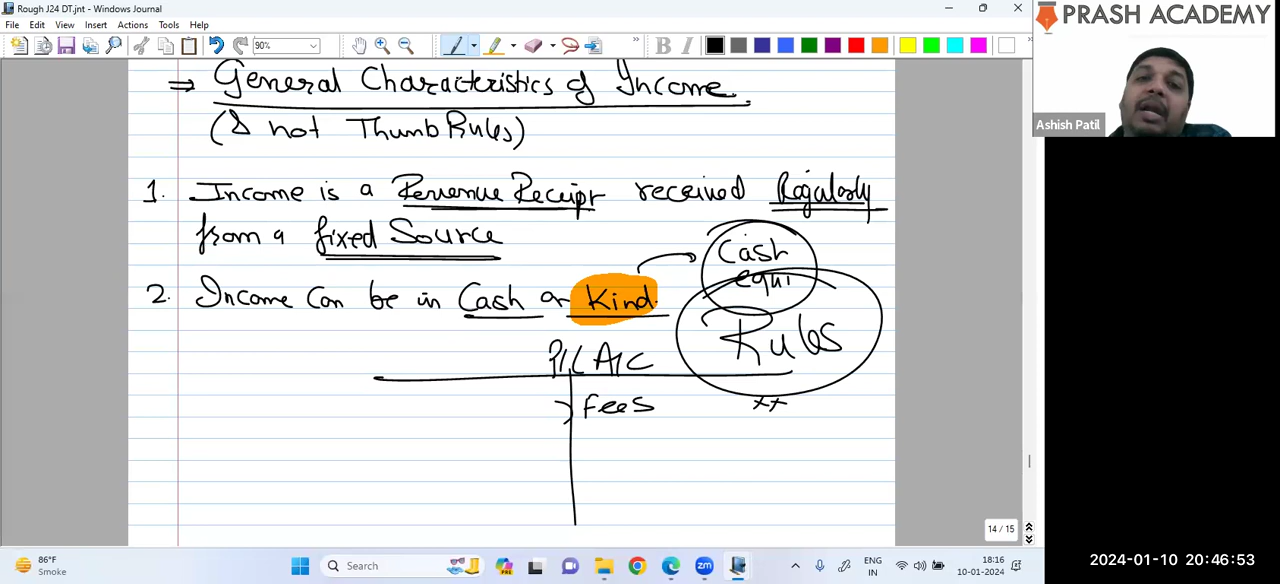 Rough J24 DT.jnt - Windows Journal
File Edit View Insert Actions Tools Help
90%
PRASH ACADEMY
Ashish Patil
⇒ General Characteristics of Income.
(& not Thumb Rules)
1. Income is a Revenue Receipt received Regularly
from a fixed Source
2. Income Can be in Cash or Kind.
Cash
equi
Rules
P/L A/C
Fees xx
14 / 15
86°F
Smoke
Search
ENG
IN
18:16
10-01-2024
2024-01-10 20:46:53